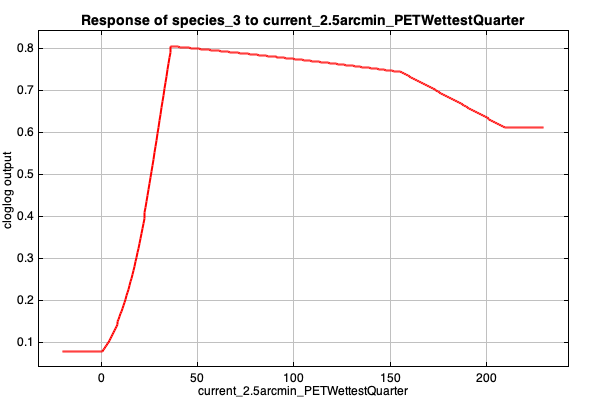 Response of species_3 to current_2.5arcmin_PETWettestQuarter
0.8
0.7
0.6
0.5
0.4
0.3
0.2
0.1
cloglog output
0 50 100 150 200
current_2.5arcmin_PETWettestQuarter